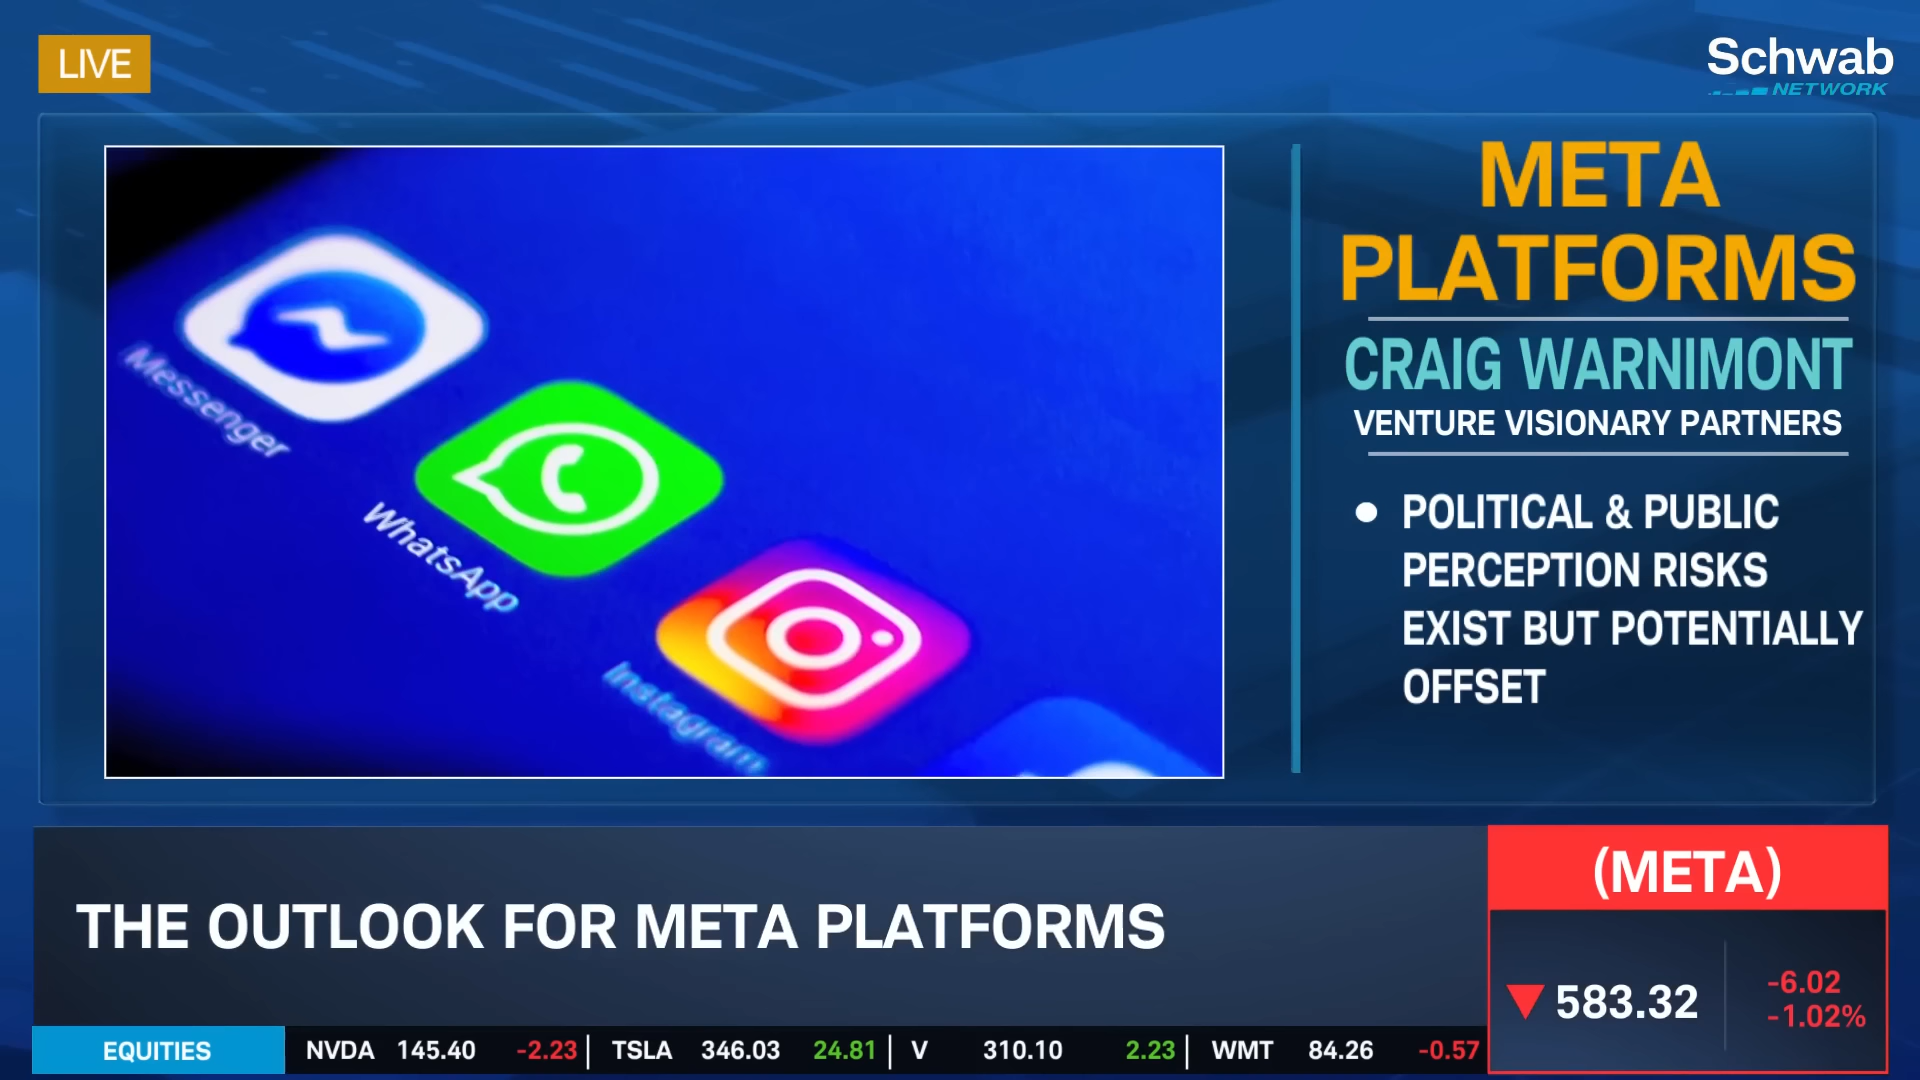 LIVE
Schwab
NETWORK
Messenger
WhatsApp
Instagram
META
PLATFORMS
CRAIG WARNIMONT
VENTURE VISIONARY PARTNERS
• POLITICAL & PUBLIC
PERCEPTION RISKS
EXIST BUT POTENTIALLY
OFFSET
THE OUTLOOK FOR META PLATFORMS
(META)
▼ 583.32
-6.02
-1.02%
EQUITIES NVDA 145.40 -2.23 | TSLA 346.03 24.81 | V 310.10 2.23 | WMT 84.26 -0.57